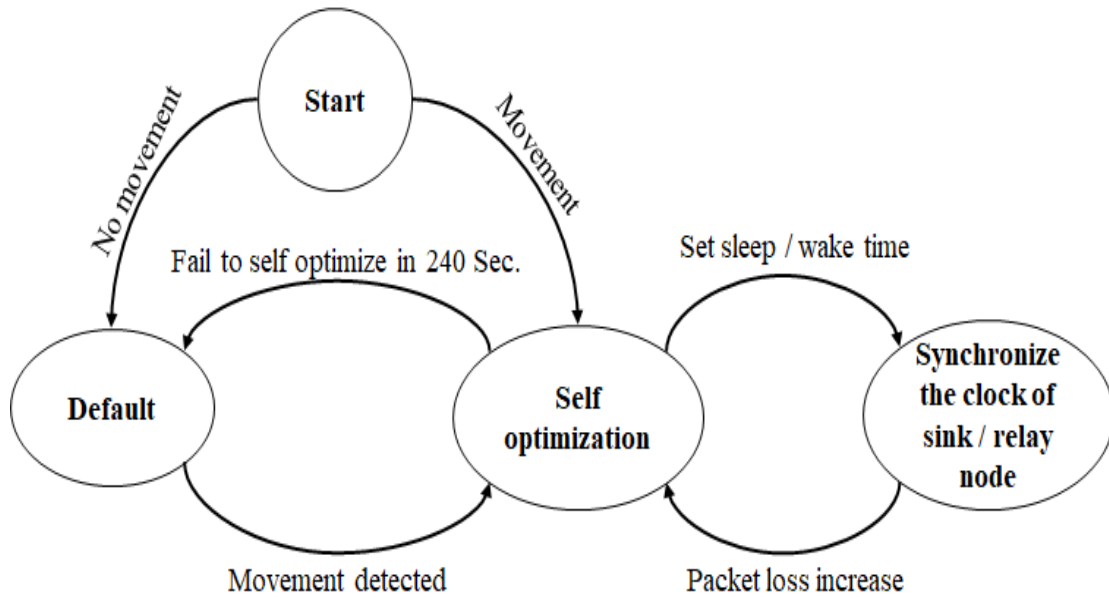 Start
No movement
Movement
Fail to self optimize in 240 Sec.
Set sleep / wake time
Default
Self
optimization
Synchronize
the clock of
sink / relay
node
Movement detected
Packet loss increase